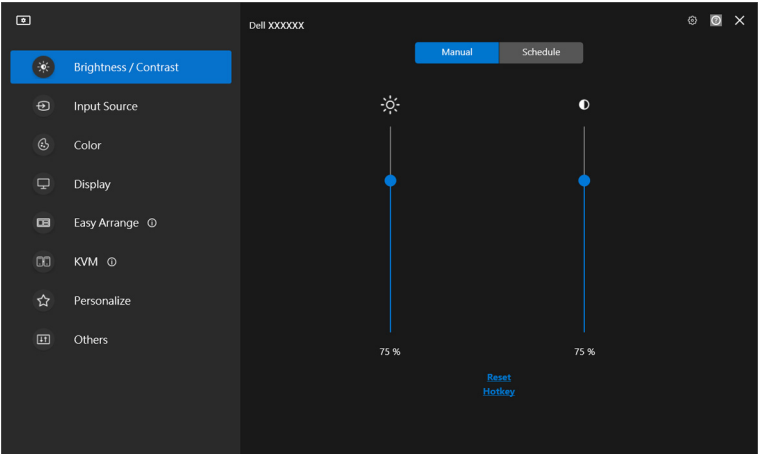 Dell XXXXXX
Manual
Schedule
Brightness / Contrast
Input Source
Color
Display
Easy Arrange
KVM
Personalize
Others
75 %
75 %
Reset
Hotkey